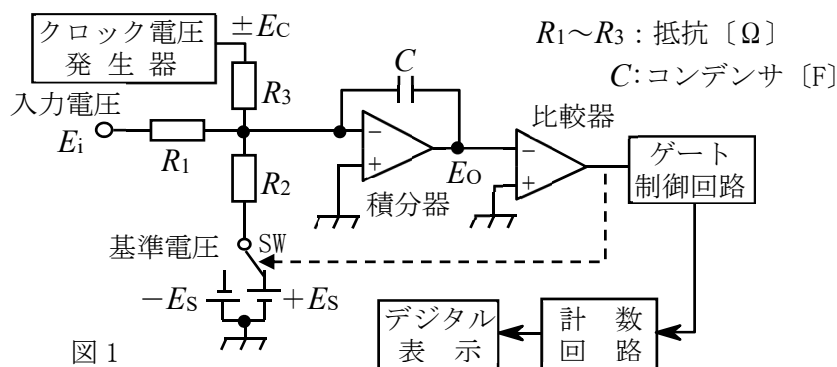 クロック電圧
発生器
±EC
R1～R3：抵抗〔Ω〕
C：コンデンサ〔F〕
入力電圧
Ei
R1
R3
R2
C
−
+
積分器
EO
比較器
−
+
ゲート
制御回路
基準電圧
SW
−ES
+ES
デジタル
表示
計数
回路
図1